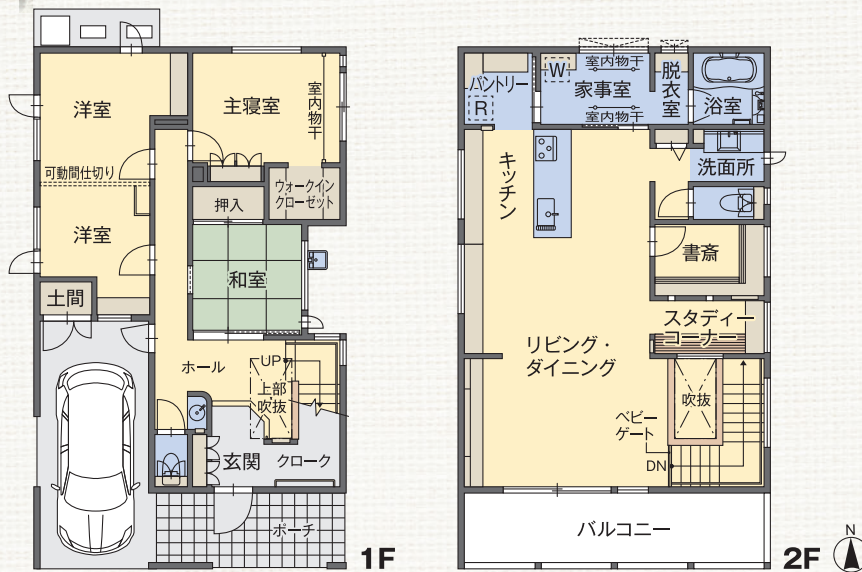 洋室
主寝室
室内物干
可動間仕切り
ウォークイン
クローゼット
押入
洋室
和室
土間
ホール
UP
上部
吹抜
玄関
クローク
ポーチ
1F
パントリー
R
W
室内物干
家事室
室内物干
脱衣室
浴室
キッチン
洗面所
書斎
スタディー
コーナー
リビング・
ダイニング
吹抜
ベビー
ゲート
DN
バルコニー
2F
N